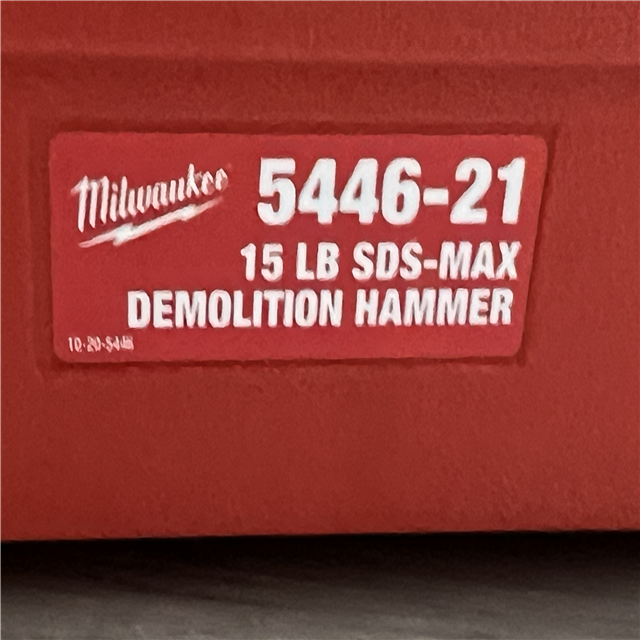 Milwaukee 5446-21
15 LB SDS-MAX
DEMOLITION HAMMER